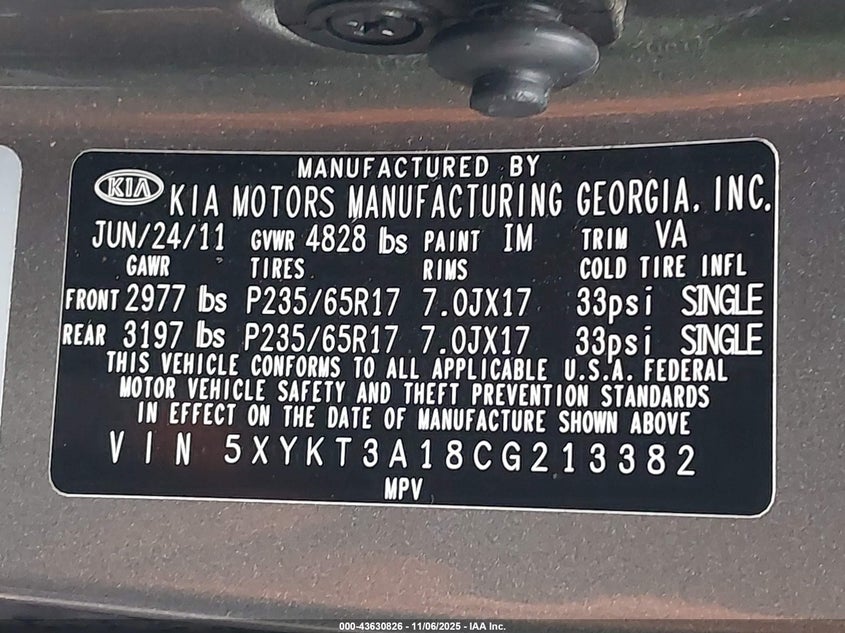 MANUFACTURED BY
KIA KIA MOTORS MANUFACTURING GEORGIA, INC.
JUN/24/11 GVWR 4828 lbs PAINT IM TRIM VA
GAWR TIRES RIMS COLD TIRE INFL
FRONT 2977 lbs P235/65R17 7.0JX17 33psi SINGLE
REAR 3197 lbs P235/65R17 7.0JX17 33psi SINGLE
THIS VEHICLE CONFORMS TO ALL APPLICABLE U.S.A. FEDERAL
MOTOR VEHICLE SAFETY AND THEFT PREVENTION STANDARDS
IN EFFECT ON THE DATE OF MANUFACTURE SHOWN ABOVE
VIN 5XYKT3A18CG213382
MPV
000-43630826 - 11/06/2025 - IAA Inc.